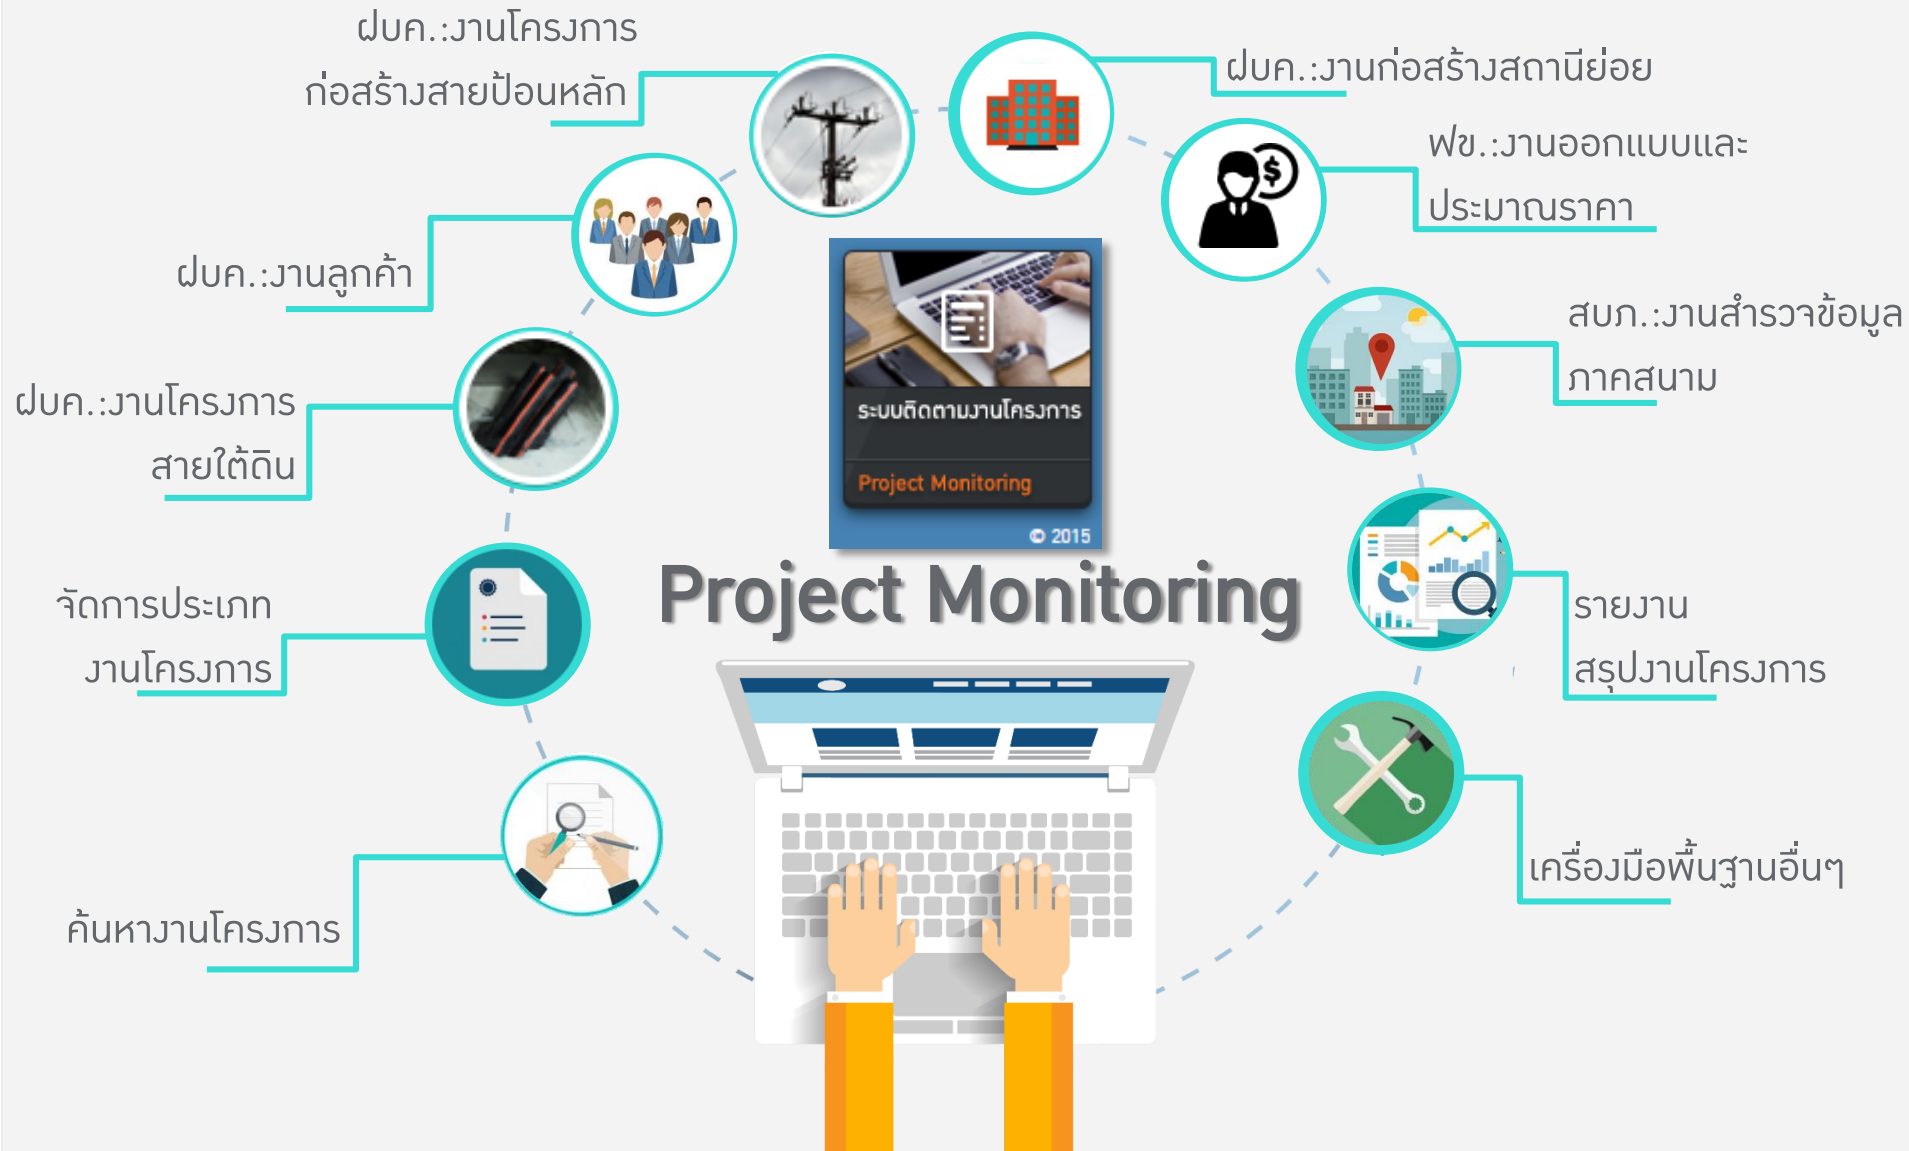 ฝบค.:งานโครงการ
ก่อสร้างสายป้อนหลัก
ฝบค.:งานก่อสร้างสถานีย่อย
ฟข.:งานออกแบบและ
ประมาณราคา
ฝบค.:งานลูกค้า
สบภ.:งานสำรวจข้อมูล
ภาคสนาม
ฝบค.:งานโครงการ
สายใต้ดิน
ระบบติดตามงานโครงการ
Project Monitoring
© 2015
Project Monitoring
จัดการประเภท
งานโครงการ
รายงาน
สรุปงานโครงการ
ค้นหางานโครงการ
เครื่องมือพื้นฐานอื่นๆ